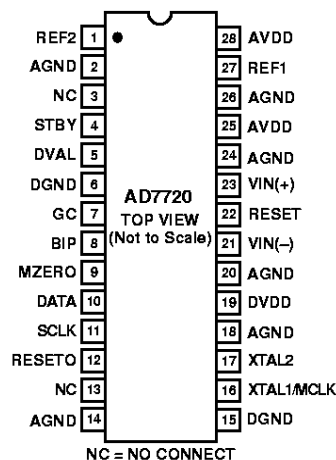 REF2 1 28 AVDD
AGND 2 27 REF1
NC 3 26 AGND
STBY 4 25 AVDD
DVAL 5 24 AGND
DGND 6 23 VIN(+)
AD7720
GC 7 TOP VIEW 22 RESET
(Not to Scale)
BIP 8 21 VIN(–)
MZERO 9 20 AGND
DATA 10 19 DVDD
SCLK 11 18 AGND
RESETO 12 17 XTAL2
NC 13 16 XTAL1/MCLK
AGND 14 15 DGND
NC = NO CONNECT